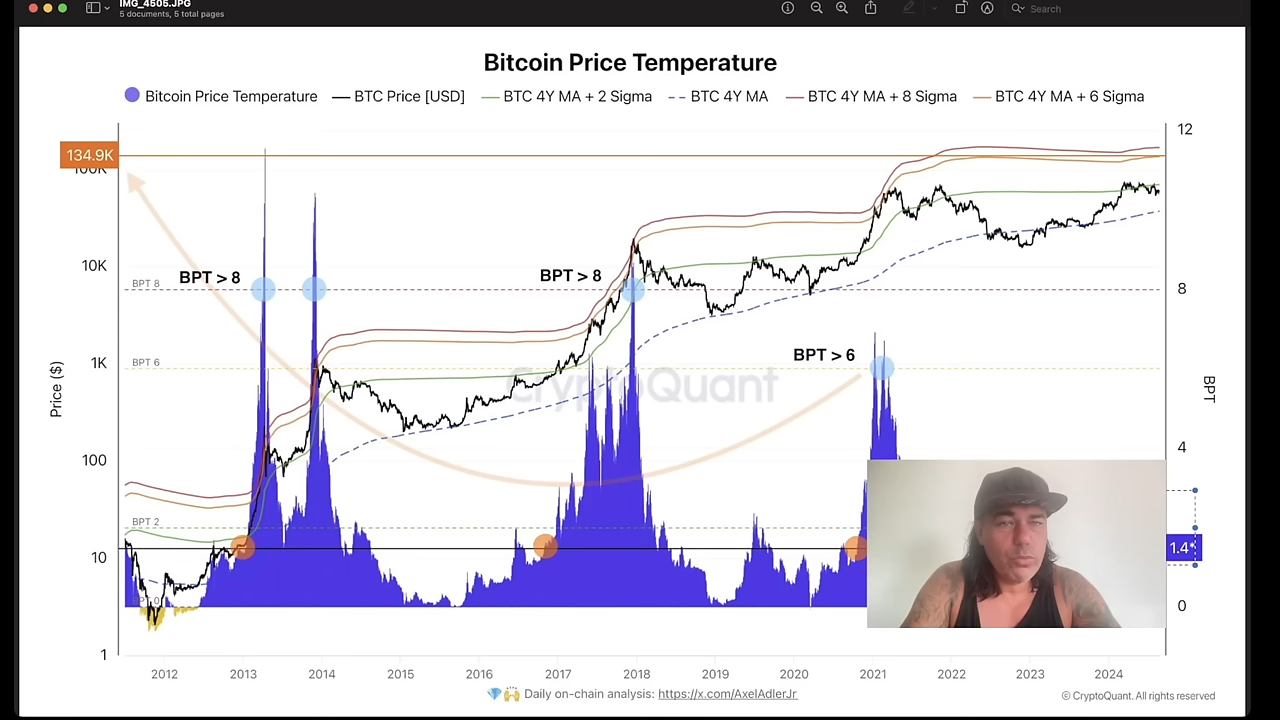 IMG_4505.JPG
5 documents, 5 total pages
Search
Bitcoin Price Temperature
Bitcoin Price Temperature
BTC Price [USD]
BTC 4Y MA + 2 Sigma
BTC 4Y MA
BTC 4Y MA + 8 Sigma
BTC 4Y MA + 6 Sigma
134.9K
100K
10K
1K
100
10
1
Price ($)
12
8
4
0
BPT
1.4*
BPT > 8
BPT > 8
BPT > 6
BPT 8
BPT 6
BPT 2
BPT 0
CryptoQuant
2012 2013 2014 2015 2016 2017 2018 2019 2020 2021 2022 2023 2024
💎🙌 Daily on-chain analysis: https://x.com/AxelAdlerJr
© CryptoQuant. All rights reserved